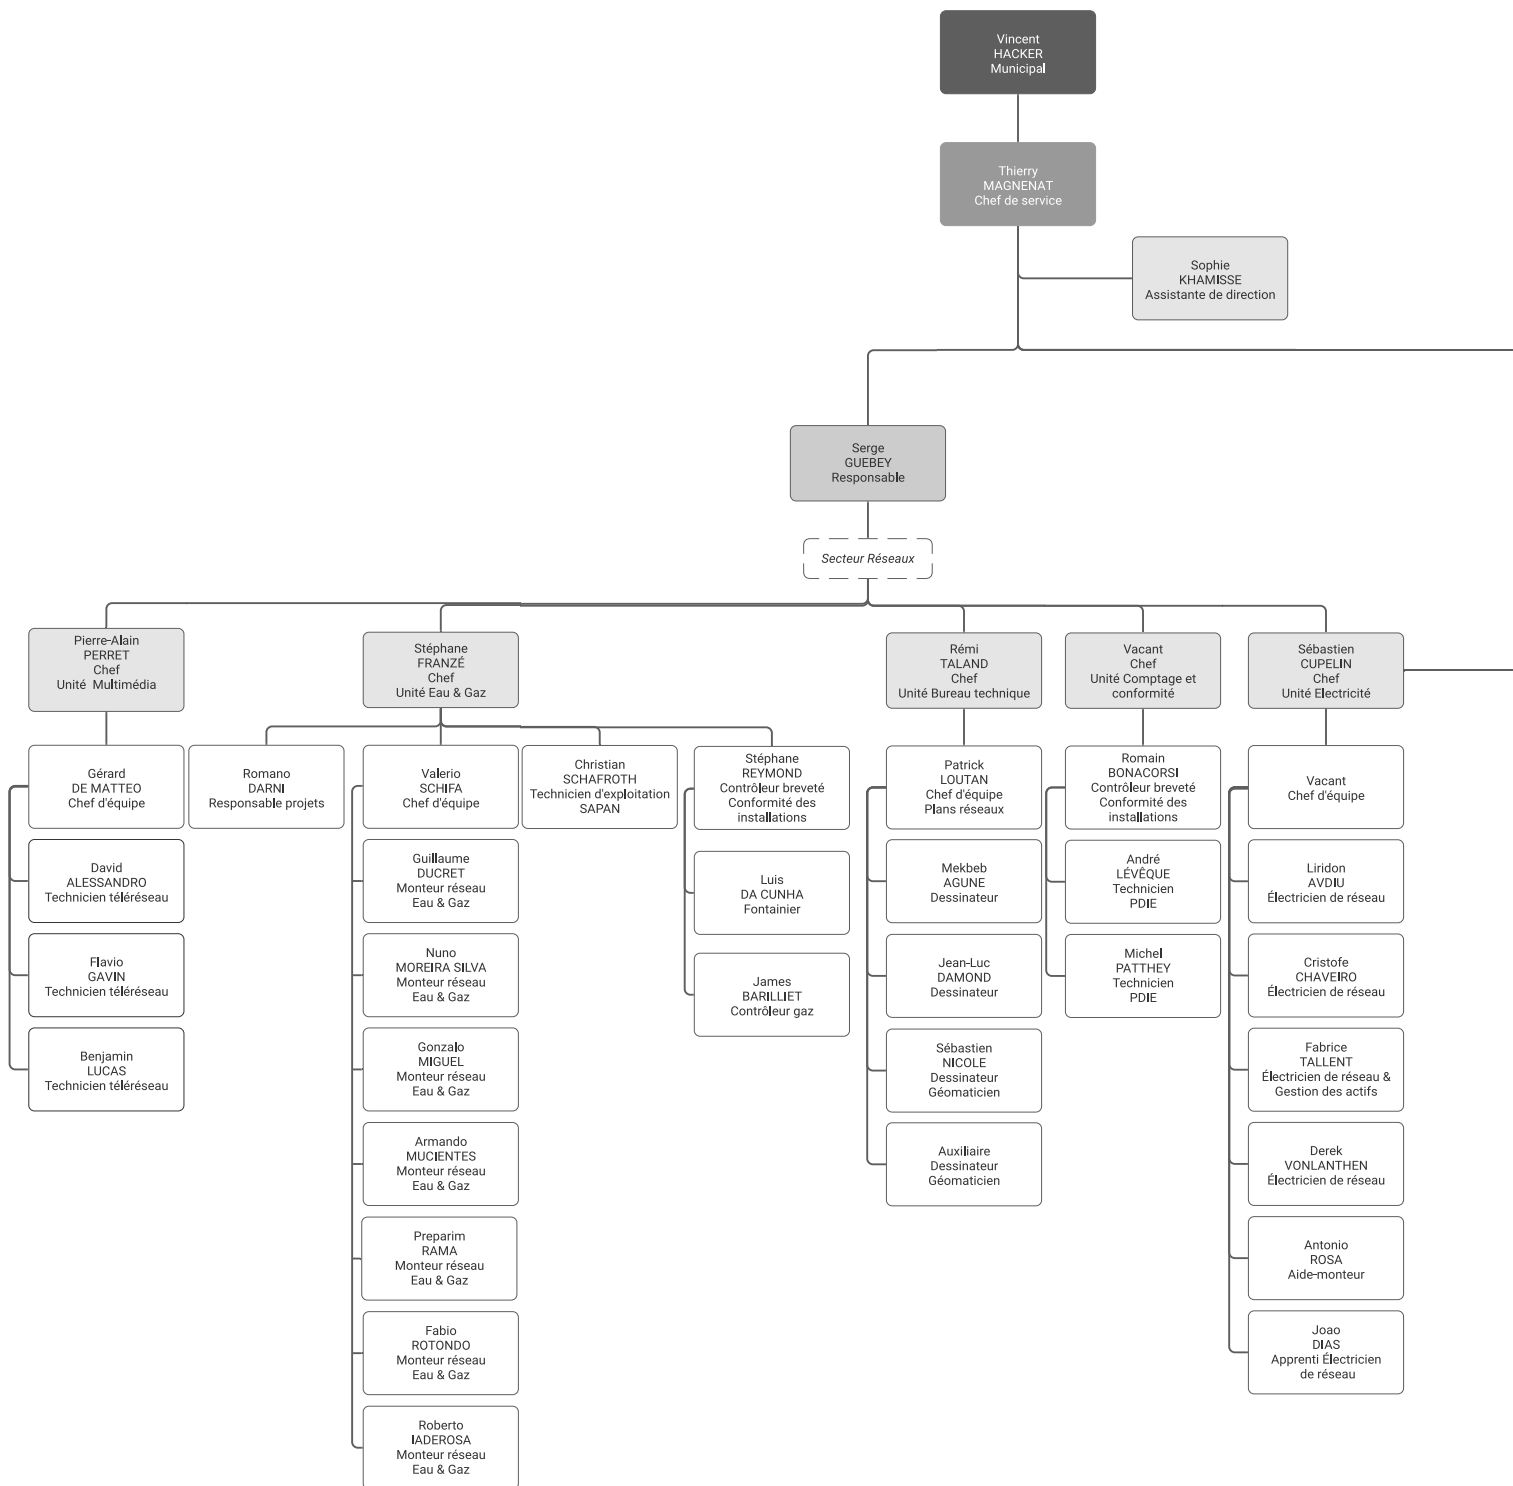 Vincent
HACKER
Municipal
Thierry
MAGNENAT
Chef de service
Sophie
KHAMISSE
Assistante de direction
Serge
GUEBEY
Responsable
Secteur Réseaux
Pierre-Alain
PERRET
Chef
Unité Multimédia
Stéphane
FRANZÉ
Chef
Unité Eau & Gaz
Rémi
TALAND
Chef
Unité Bureau technique
Vacant
Chef
Unité Comptage et
conformité
Sébastien
CUPELIN
Chef
Unité Electricité
Gérard
DE MATTEO
Chef d'équipe
David
ALESSANDRO
Technicien téléréseau
Flavio
GAVIN
Technicien téléréseau
Benjamin
LUCAS
Technicien téléréseau
Romano
DARNI
Responsable projets
Valerio
SCHIFA
Chef d'équipe
Guillaume
DUCRET
Monteur réseau
Eau & Gaz
Nuno
MOREIRA SILVA
Monteur réseau
Eau & Gaz
Gonzalo
MIGUEL
Monteur réseau
Eau & Gaz
Armando
MUCIENTES
Monteur réseau
Eau & Gaz
Preparim
RAMA
Monteur réseau
Eau & Gaz
Fabio
ROTONDO
Monteur réseau
Eau & Gaz
Roberto
IADEROSA
Monteur réseau
Eau & Gaz
Christian
SCHAFROTH
Technicien d'exploitation
SAPAN
Stéphane
REYMOND
Contrôleur breveté
Conformité des
installations
Luis
DA CUNHA
Fontainier
James
BARILLIET
Contrôleur gaz
Patrick
LOUTAN
Chef d'équipe
Plans réseaux
Mekbeb
AGUNE
Dessinateur
Jean-Luc
DAMOND
Dessinateur
Sébastien
NICOLE
Dessinateur
Géomaticien
Auxiliaire
Dessinateur
Géomaticien
Romain
BONACORSI
Contrôleur breveté
Conformité des
installations
André
LÉVÊQUE
Technicien
PDIE
Michel
PATTHEY
Technicien
PDIE
Vacant
Chef d'équipe
Liridon
AVDIU
Électricien de réseau
Cristofe
CHAVEIRO
Électricien de réseau
Fabrice
TALLENT
Électricien de réseau &
Gestion des actifs
Derek
VONLANTHEN
Électricien de réseau
Antonio
ROSA
Aide-monteur
Joao
DIAS
Apprenti Électricien
de réseau